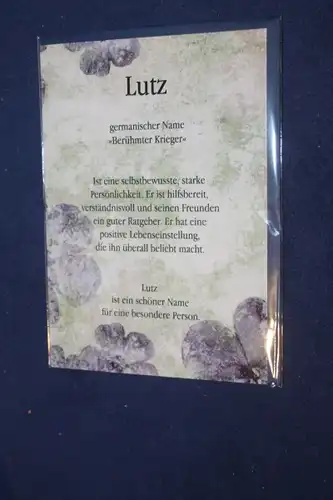 Lutz
germanischer Name
»Berühmter Krieger«
Ist eine selbstbewusste, starke
Persönlichkeit. Er ist hilfsbereit,
verständnisvoll und seinen Freunden
ein guter Ratgeber. Er hat eine
positive Lebenseinstellung,
die ihn überall beliebt macht.
Lutz
ist ein schöner Name
für eine besondere Person.